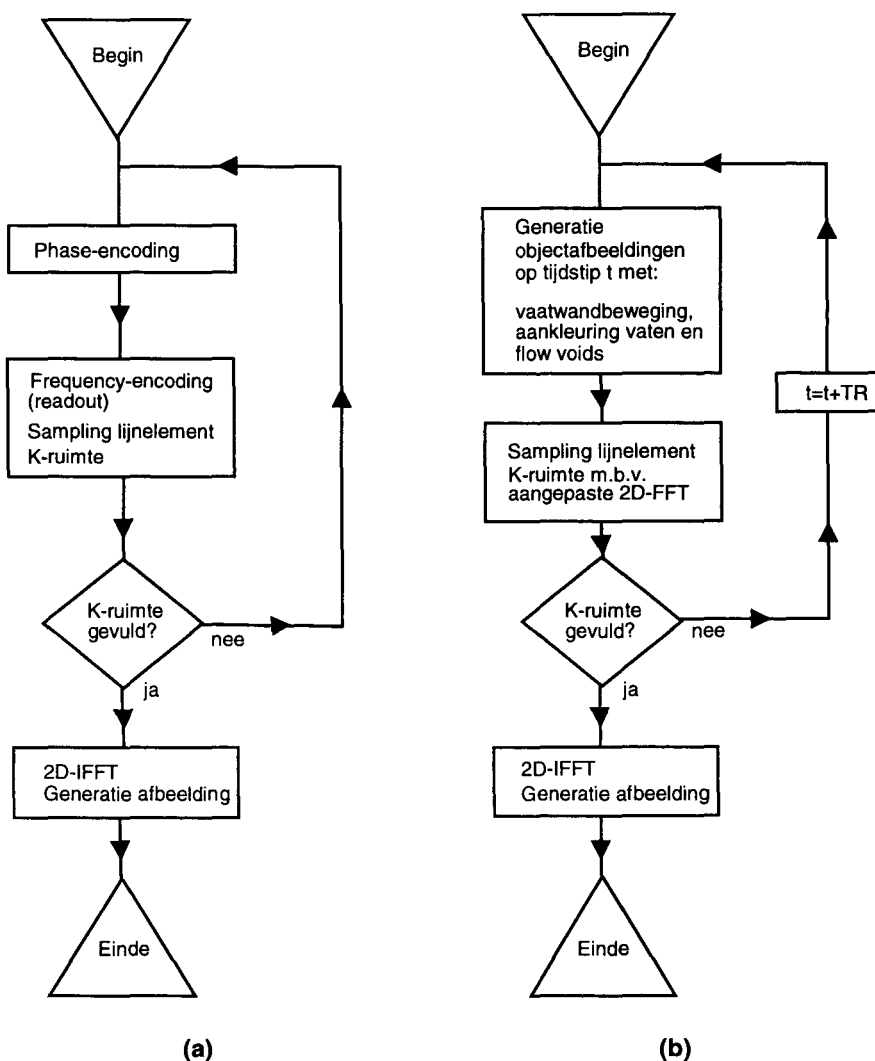 Begin
Phase-encoding
Frequency-encoding
(readout)
Sampling lijnelement
K-ruimte
K-ruimte
gevuld?
nee
ja
2D-IFFT
Generatie afbeelding
Einde
(a)
Begin
Generatie
objectafbeeldingen
op tijdstip t met:
vaatwandbeweging,
aankleuring vaten en
flow voids
t=t+TR
Sampling lijnelement
K-ruimte m.b.v.
aangepaste 2D-FFT
K-ruimte
gevuld?
nee
ja
2D-IFFT
Generatie afbeelding
Einde
(b)